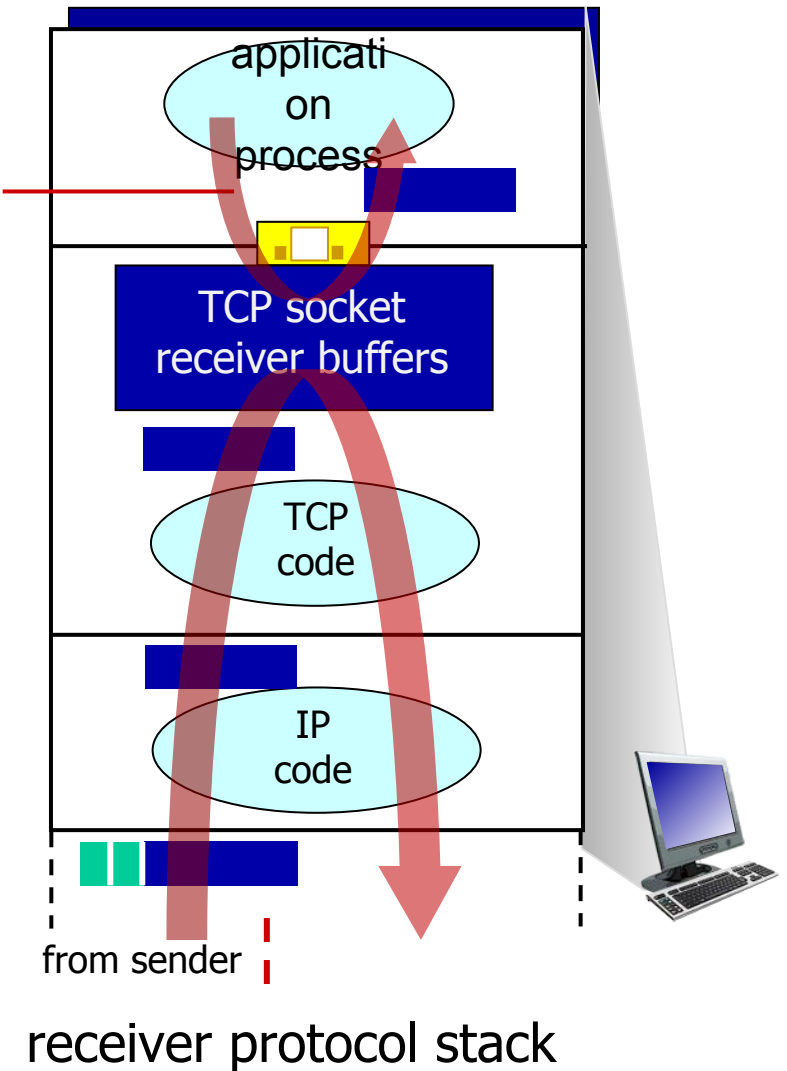 applicati
on
process
TCP socket
receiver buffers
TCP
code
IP
code
from sender
receiver protocol stack